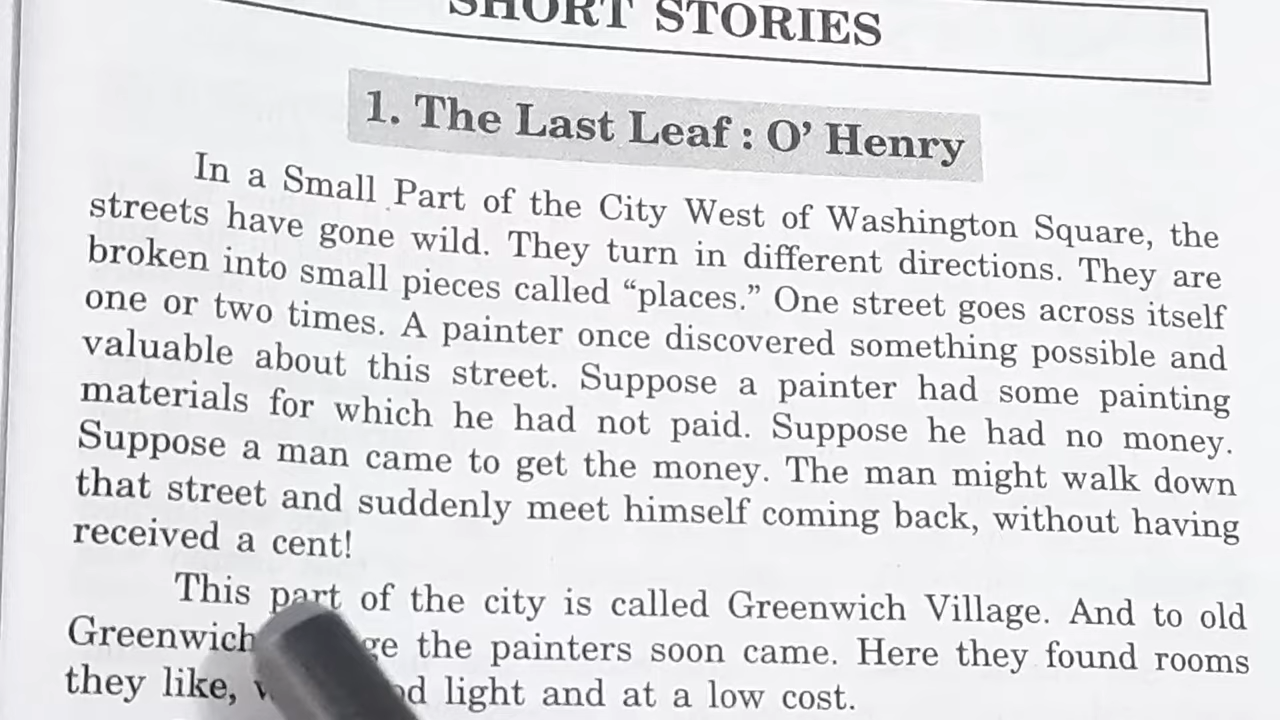 SHORT STORIES
1. The Last Leaf : O' Henry
In a Small Part of the City West of Washington Square, the
streets have gone wild. They turn in different directions. They are
broken into small pieces called “places.” One street goes across itself
one or two times. A painter once discovered something possible and
valuable about this street. Suppose a painter had some painting
materials for which he had not paid. Suppose he had no money.
Suppose a man came to get the money. The man might walk down
that street and suddenly meet himself coming back, without having
received a cent!
This part of the city is called Greenwich Village. And to old
Greenwich the painters soon came. Here they found rooms
they like, light and at a low cost.